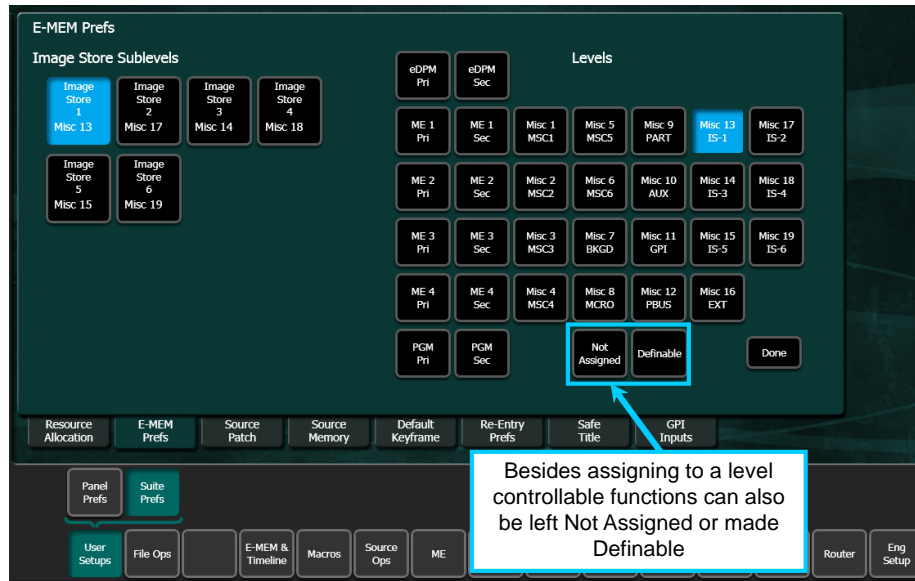 E-MEM Prefs
Image Store Sublevels
Levels
Image
Store
1
Misc 13
Image
Store
2
Misc 17
Image
Store
3
Misc 14
Image
Store
4
Misc 18
Image
Store
5
Misc 15
Image
Store
6
Misc 19
eDPM
Pri
eDPM
Sec
ME 1
Pri
ME 1
Sec
Misc 1
MSC1
Misc 5
MSC5
Misc 9
PART
Misc 13
IS-1
Misc 17
IS-2
ME 2
Pri
ME 2
Sec
Misc 2
MSC2
Misc 6
MSC6
Misc 10
AUX
Misc 14
IS-3
Misc 18
IS-4
ME 3
Pri
ME 3
Sec
Misc 3
MSC3
Misc 7
BKGD
Misc 11
GPI
Misc 15
IS-5
Misc 19
IS-6
ME 4
Pri
ME 4
Sec
Misc 4
MSC4
Misc 8
MCRO
Misc 12
PBUS
Misc 16
EXT
PGM
Pri
PGM
Sec
Not
Assigned
Definable
Done
Resource
Allocation
E-MEM
Prefs
Source
Patch
Source
Memory
Default
Keyframe
Re-Entry
Prefs
Safe
Title
GPI
Inputs
Besides assigning to a level
controllable functions can also
be left Not Assigned or made
Definable
Panel
Prefs
Suite
Prefs
User
Setups
File Ops
E-MEM &
Timeline
Macros
Source
Ops
ME
Router
Eng
Setup